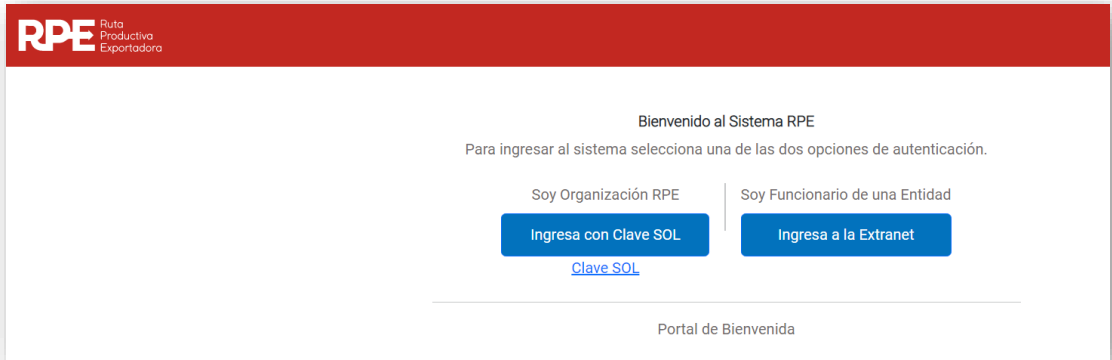 RPE
Ruta
Productiva
Exportadora
Bienvenido al Sistema RPE
Para ingresar al sistema selecciona una de las dos opciones de autenticación.
Soy Organización RPE
Ingresa con Clave SOL
Clave SOL
Soy Funcionario de una Entidad
Ingresa a la Extranet
Portal de Bienvenida